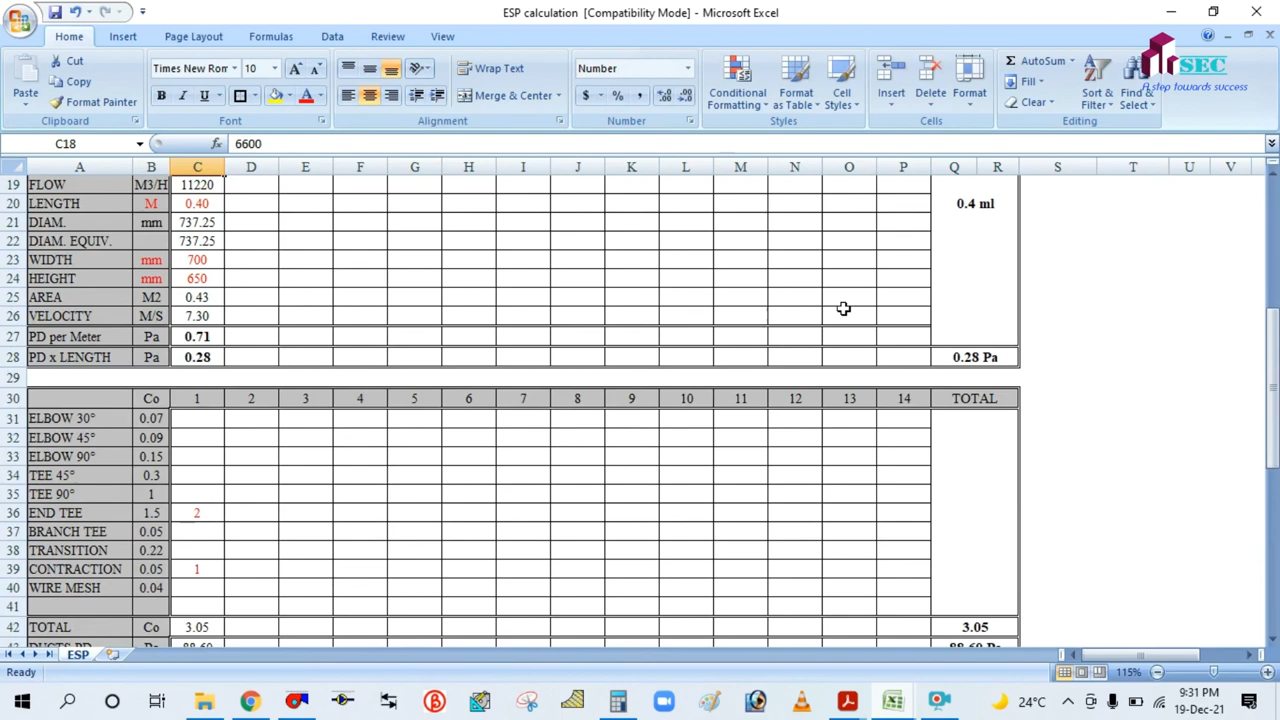 ESP calculation [Compatibility Mode] - Microsoft Excel
Home Insert Page Layout Formulas Data Review View
Cut
Copy
Format Painter
Paste
Clipboard
Times New Rom 10
B I U
Font
Wrap Text
Merge & Center
Alignment
Number
$ % ,
Number
Conditional Formatting
Format as Table
Cell Styles
Styles
Insert
Delete
Format
Cells
AutoSum
Fill
Clear
Sort & Filter
Find & Select
Editing
SEC
A step towards success
C18 fx 6600
A B C D E F G H I J K L M N O P Q R S T U V
19 FLOW M3/H 11220
20 LENGTH M 0.40 0.4 ml
21 DIAM. mm 737.25
22 DIAM. EQUIV. 737.25
23 WIDTH mm 700
24 HEIGHT mm 650
25 AREA M2 0.43
26 VELOCITY M/S 7.30
27 PD per Meter Pa 0.71
28 PD x LENGTH Pa 0.28 0.28 Pa
29
30 Co 1 2 3 4 5 6 7 8 9 10 11 12 13 14 TOTAL
31 ELBOW 30° 0.07
32 ELBOW 45° 0.09
33 ELBOW 90° 0.15
34 TEE 45° 0.3
35 TEE 90° 1
36 END TEE 1.5 2
37 BRANCH TEE 0.05
38 TRANSITION 0.22
39 CONTRACTION 0.05 1
40 WIRE MESH 0.04
41
42 TOTAL Co 3.05 3.05
43 DUCTS PD Pa 88.60 88.60 Pa
ESP
Ready 115%
24°C 9:31 PM
19-Dec-21